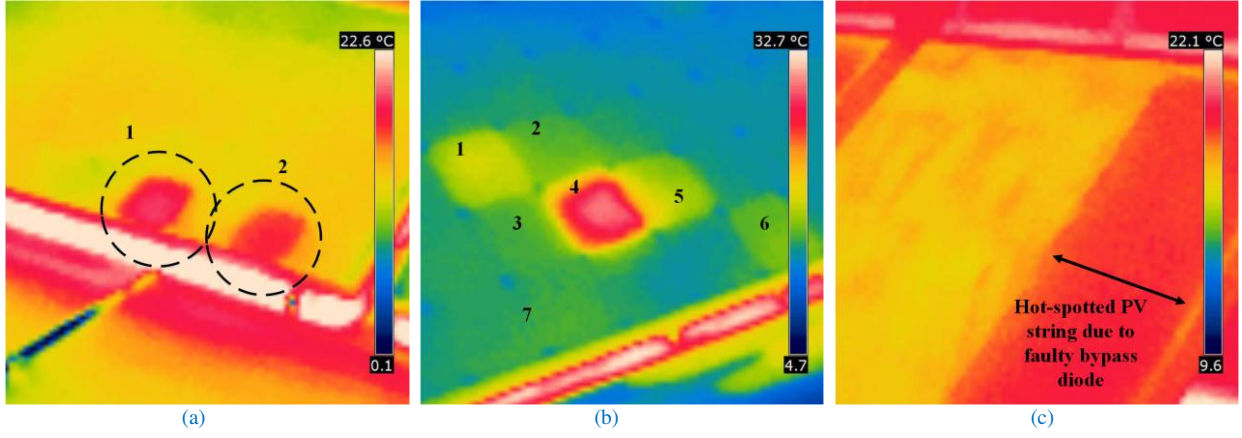 22.6 °C
1
2
0.1
(a)
32.7 °C
1
2
3
4
5
6
7
4.7
(b)
22.1 °C
Hot-spotted PV
string due to
faulty bypass
diode
9.6
(c)